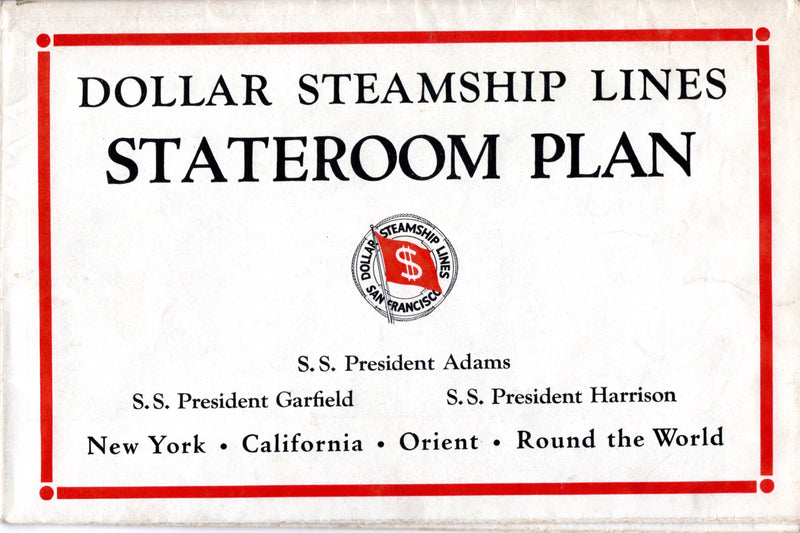 DOLLAR STEAMSHIP LINES
STATEROOM PLAN
DOLLAR STEAMSHIP LINES
$
SAN FRANCISCO
S.S. President Adams
S.S. President Garfield S.S. President Harrison
New York • California • Orient • Round the World